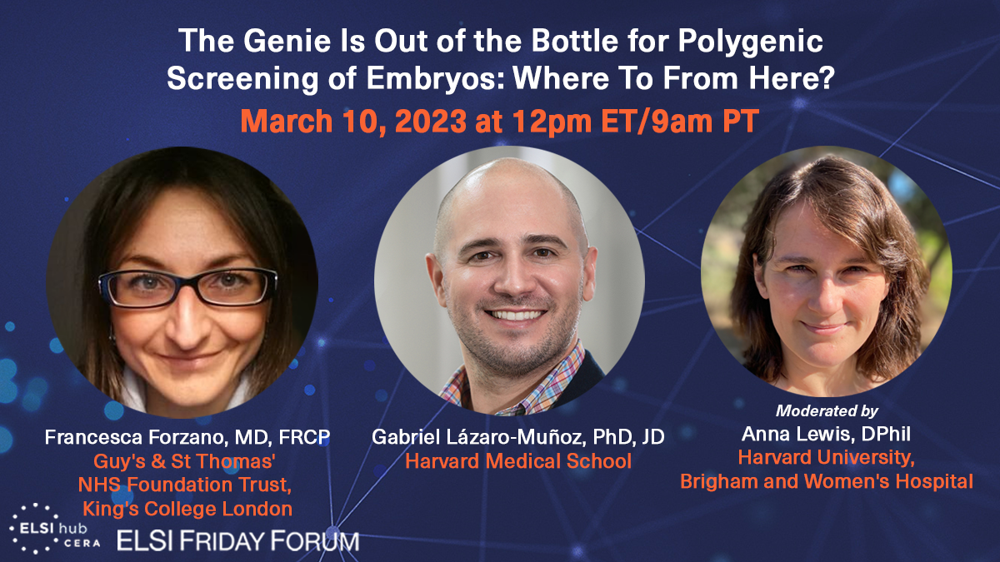 The Genie Is Out of the Bottle for Polygenic
Screening of Embryos: Where To From Here?
March 10, 2023 at 12pm ET/9am PT
Francesca Forzano, MD, FRCP
Guy's & St Thomas'
NHS Foundation Trust,
King's College London
Gabriel Lázaro-Muñoz, PhD, JD
Harvard Medical School
Moderated by
Anna Lewis, DPhil
Harvard University,
Brigham and Women's Hospital
ELSI hub
CERA
ELSI FRIDAY FORUM